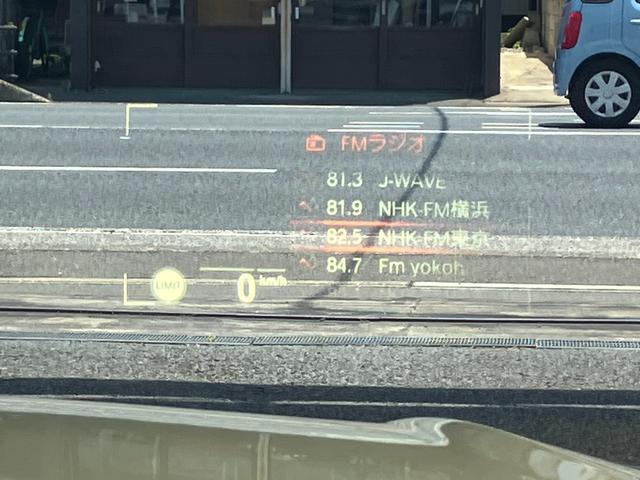 FMラジオ
81.3 J-WAVE
81.9 NHK-FM横浜
82.5 NHK-FM東京
84.7 Fm yokoh
LIMIT
0 km/h